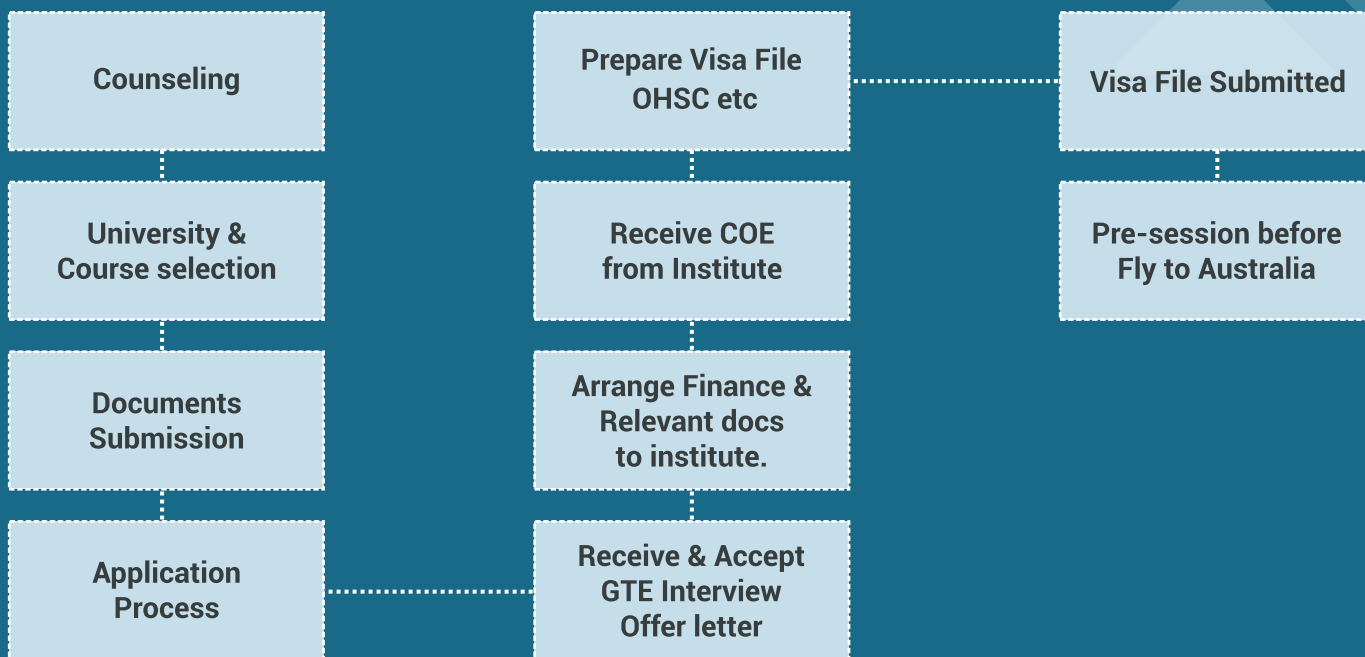 Counseling
University &
Course selection
Documents
Submission
Application
Process
Receive & Accept
GTE Interview
Offer letter
Arrange Finance &
Relevant docs
to institute.
Receive COE
from Institute
Prepare Visa File
OHSC etc
Visa File Submitted
Pre-session before
Fly to Australia